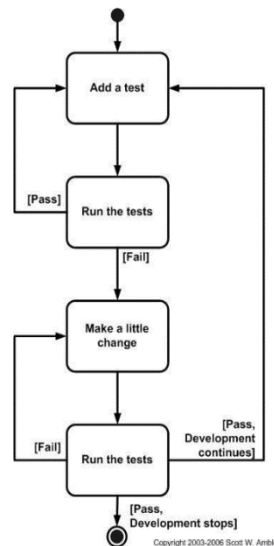 Add a test
[Pass]
Run the tests
[Fail]
Make a little
change
[Pass,
Development
continues]
[Fail]
Run the tests
[Pass,
Development stops]
Copyright 2003-2006 Scott W.